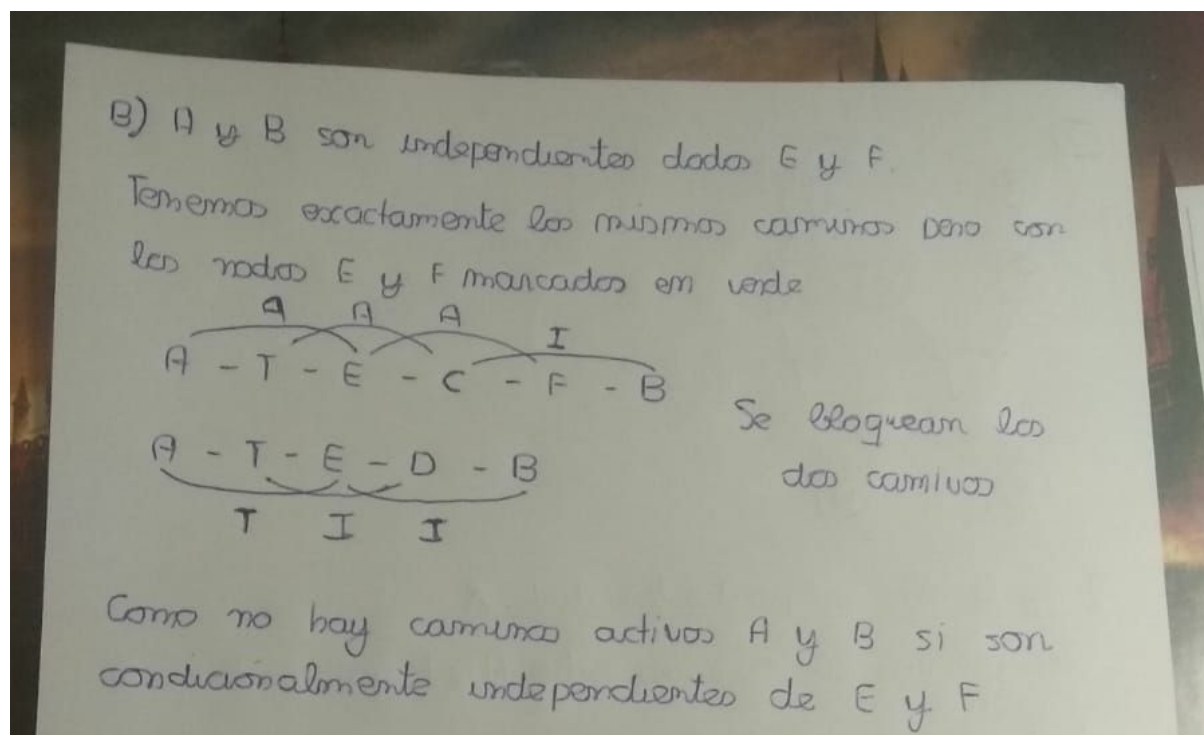 B) A y B son independientes dados E y F.
Tenemos exactamente los mismos caminos pero con
los nodos E y F marcados en verde
A A A I
A - T - E - C - F - B
Se bloquean los
dos caminos
A - T - E - D - B
T I I
Como no hay caminos activos A y B si son
condicionalmente independientes de E y F